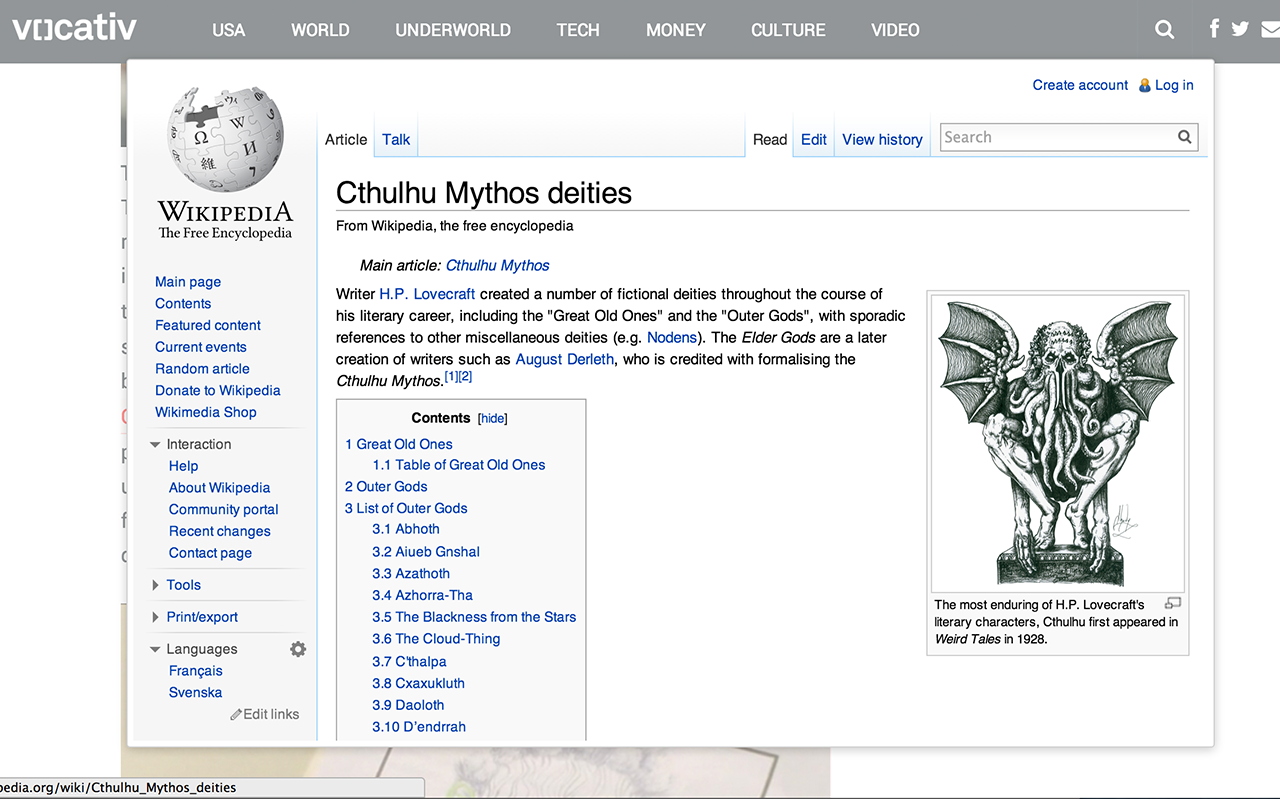 vocativ
USA WORLD UNDERWORLD TECH MONEY CULTURE VIDEO
Create account Log in
Article Talk Read Edit View history Search
WIKIPEDIA
The Free Encyclopedia
Main page
Contents
Featured content
Current events
Random article
Donate to Wikipedia
Wikimedia Shop
Interaction
Help
About Wikipedia
Community portal
Recent changes
Contact page
Tools
Print/export
Languages
Français
Svenska
Edit links
Cthulhu Mythos deities
From Wikipedia, the free encyclopedia
Main article: Cthulhu Mythos
Writer H.P. Lovecraft created a number of fictional deities throughout the course of
his literary career, including the "Great Old Ones" and the "Outer Gods", with sporadic
references to other miscellaneous deities (e.g. Nodens). The Elder Gods are a later
creation of writers such as August Derleth, who is credited with formalising the
Cthulhu Mythos.[1][2]
Contents [hide]
1 Great Old Ones
1.1 Table of Great Old Ones
2 Outer Gods
3 List of Outer Gods
3.1 Abhoth
3.2 Aiueb Gnshal
3.3 Azathoth
3.4 Azhorra-Tha
3.5 The Blackness from the Stars
3.6 The Cloud-Thing
3.7 C'thalpa
3.8 Cxaxukluth
3.9 Daoloth
3.10 D'endrrah
The most enduring of H.P. Lovecraft's
literary characters, Cthulhu first appeared in
Weird Tales in 1928.
pedia.org/wiki/Cthulhu_Mythos_deities